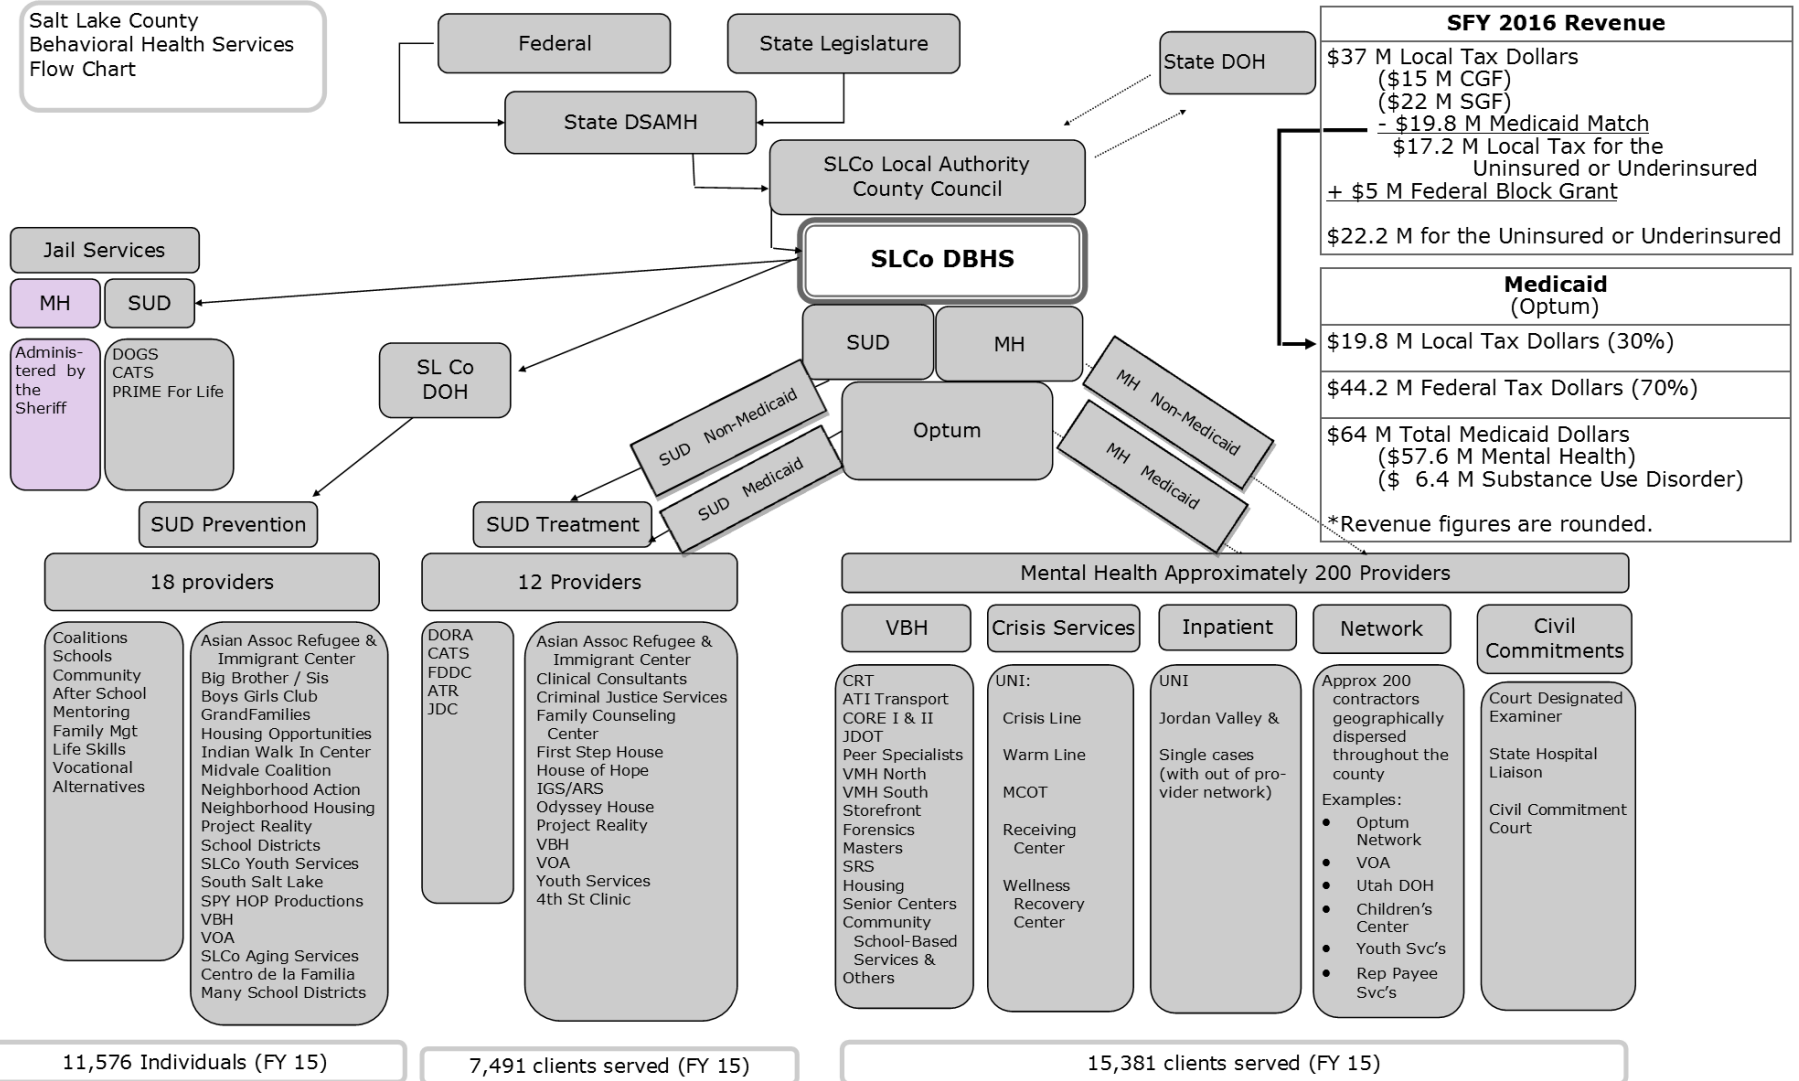 Salt Lake County
Behavioral Health Services
Flow Chart
Federal
State Legislature
State DOH
State DSAMH
SLCo Local Authority
County Council
SLCo DBHS
SFY 2016 Revenue
$37 M Local Tax Dollars
($15 M CGF)
($22 M SGF)
- $19.8 M Medicaid Match
$17.2 M Local Tax for the
Uninsured or Underinsured
+ $5 M Federal Block Grant
$22.2 M for the Uninsured or Underinsured
Medicaid
(Optum)
$19.8 M Local Tax Dollars (30%)
$44.2 M Federal Tax Dollars (70%)
$64 M Total Medicaid Dollars
($57.6 M Mental Health)
($ 6.4 M Substance Use Disorder)
*Revenue figures are rounded.
Jail Services
MH
SUD
Adminis-
tered by
the
Sheriff
DOGS
CATS
PRIME For Life
SL Co
DOH
SUD
MH
Optum
SUD Non-Medicaid
SUD Medicaid
MH Non-Medicaid
MH Medicaid
SUD Prevention
18 providers
Coalitions
Schools
Community
After School
Mentoring
Family Mgt
Life Skills
Vocational
Alternatives
Asian Assoc Refugee &
Immigrant Center
Big Brother / Sis
Boys Girls Club
GrandFamilies
Housing Opportunities
Indian Walk In Center
Midvale Coalition
Neighborhood Action
Neighborhood Housing
Project Reality
School Districts
SLCo Youth Services
South Salt Lake
SPY HOP Productions
VBH
VOA
SLCo Aging Services
Centro de la Familia
Many School Districts
11,576 Individuals (FY 15)
SUD Treatment
12 Providers
DORA
CATS
FDDC
ATR
JDC
Asian Assoc Refugee &
Immigrant Center
Clinical Consultants
Criminal Justice Services
Family Counseling
Center
First Step House
House of Hope
IGS/ARS
Odyssey House
Project Reality
VBH
VOA
Youth Services
4th St Clinic
7,491 clients served (FY 15)
Mental Health Approximately 200 Providers
VBH
CRT
ATI Transport
CORE I & II
JDOT
Peer Specialists
VMH North
VMH South
Storefront
Forensics
Masters
SRS
Housing
Senior Centers
Community
School-Based
Services &
Others
Crisis Services
UNI:
Crisis Line
Warm Line
MCOT
Receiving
Center
Wellness
Recovery
Center
Inpatient
UNI
Jordan Valley &
Single cases
(with out of pro-
vider network)
Network
Approx 200
contractors
geographically
dispersed
throughout the
county
Examples:
• Optum
Network
• VOA
• Utah DOH
• Children's
Center
• Youth Svc's
• Rep Payee
Svc's
Civil
Commitments
Court Designated
Examiner
State Hospital
Liaison
Civil Commitment
Court
15,381 clients served (FY 15)